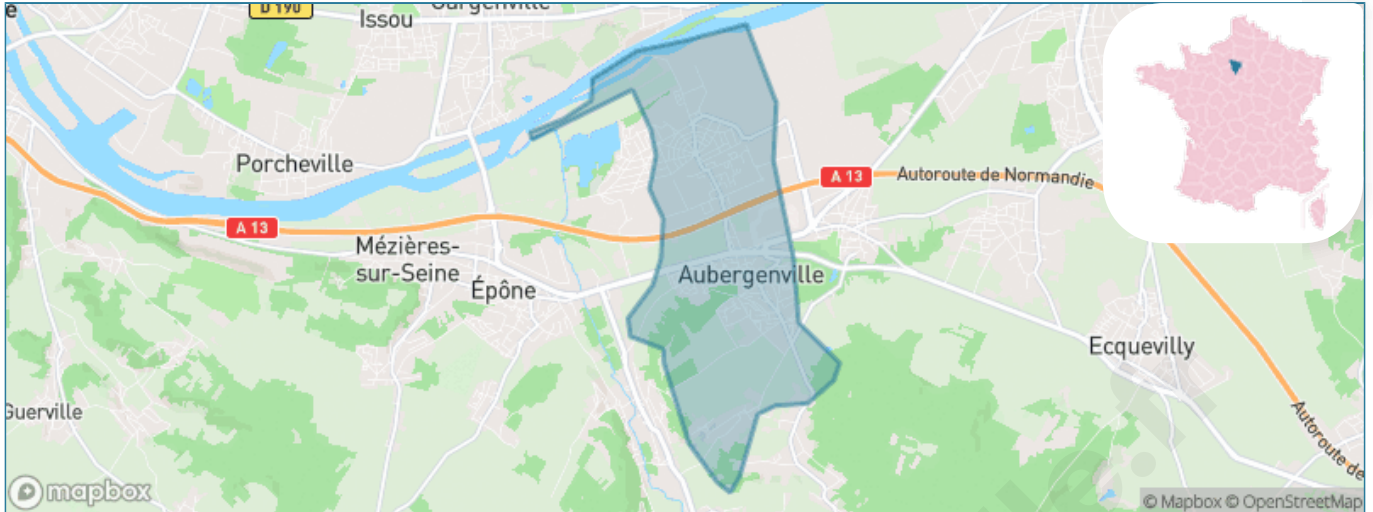 D 190
Issou
Gargenville
Porcheville
A 13
Autoroute de Normandie
A 13
Mézières-
sur-Seine
Épône
Aubergenville
Ecquevilly
Guerville
Autoroute de
mapbox
© Mapbox © OpenStreetMap